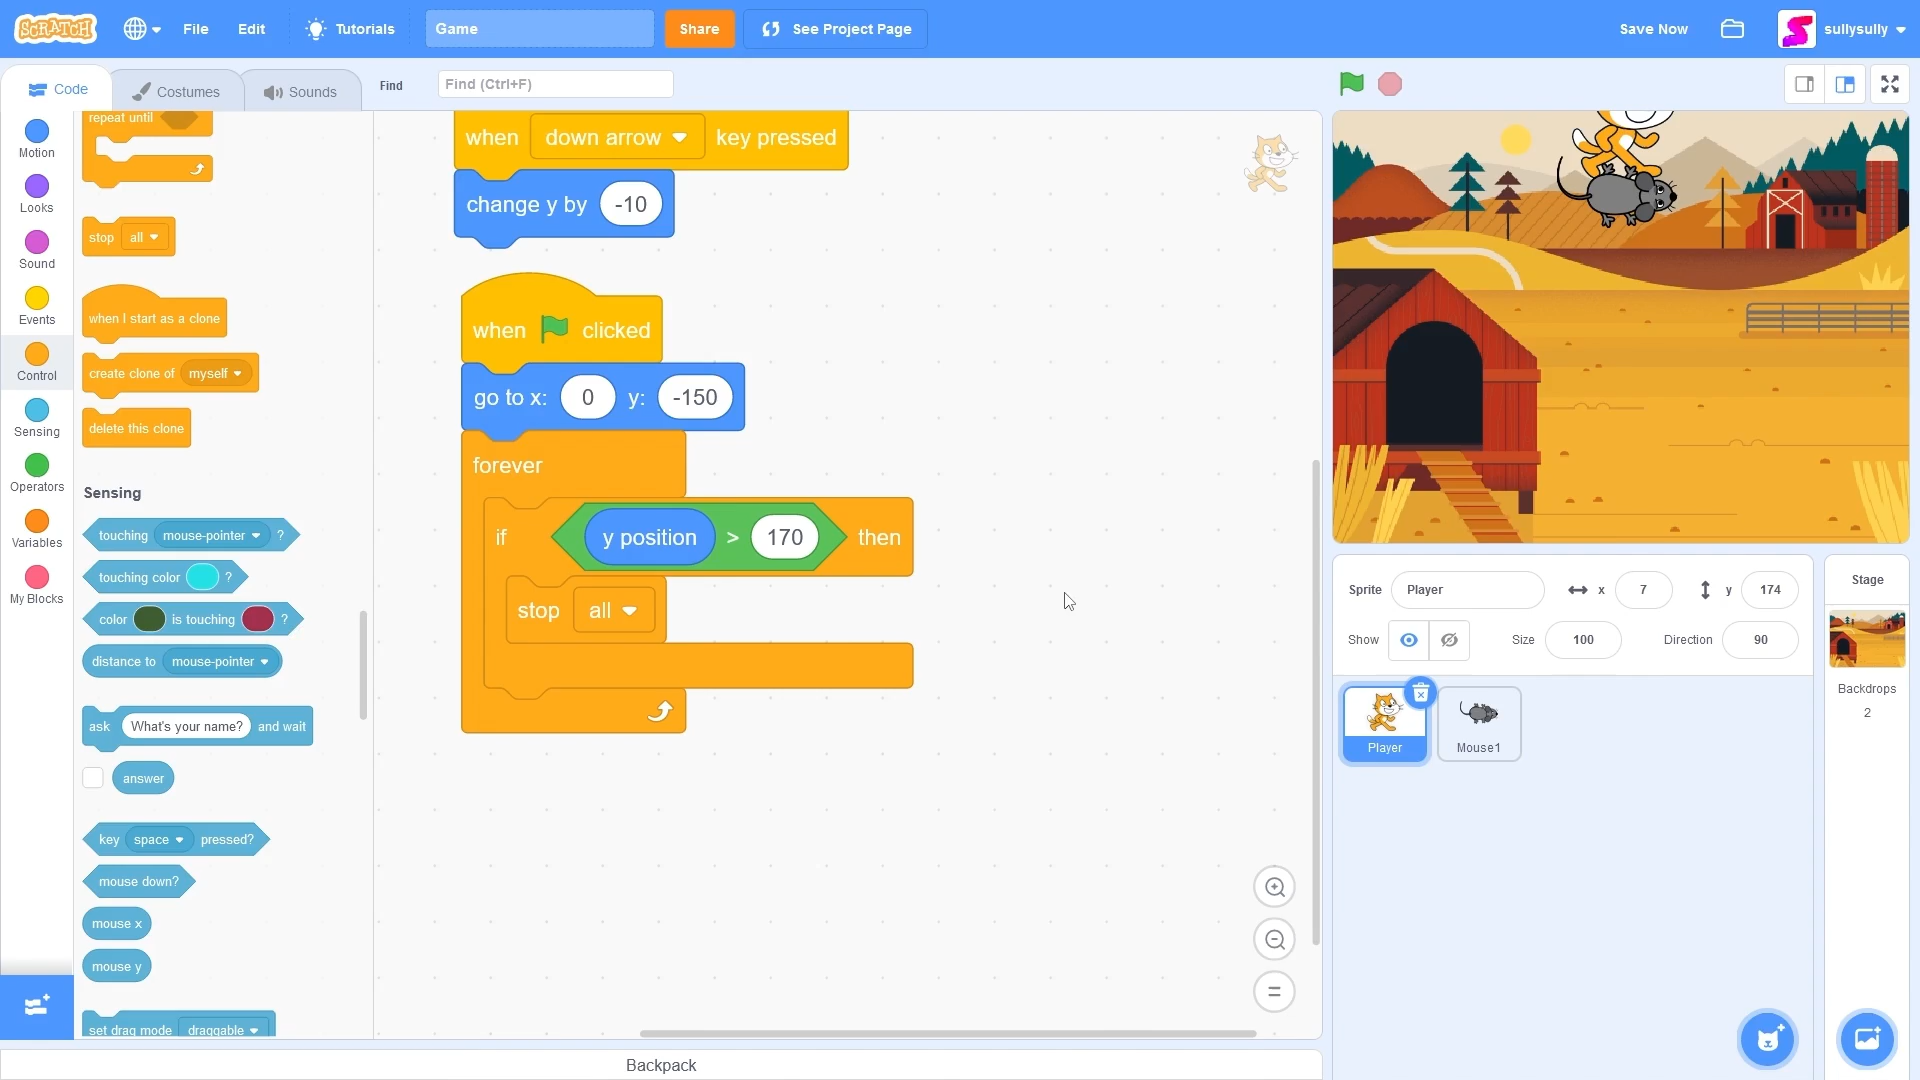 SCRATCH File Edit Tutorials Game Share See Project Page Save Now sullysully
Code Costumes Sounds Find Find (Ctrl+F)
Motion
Looks
Sound
Events
Control
Sensing
Operators
Variables
My Blocks
repeat until
stop all
when I start as a clone
create clone of myself
delete this clone
Sensing
touching mouse-pointer ?
touching color ?
color is touching ?
distance to mouse-pointer
ask What's your name? and wait
answer
key space pressed?
mouse down?
mouse x
mouse y
set drag mode draggable
when down arrow key pressed
change y by -10
when clicked
go to x: 0 y: -150
forever
if y position > 170 then
stop all
Sprite Player x 7 y 174
Show Size 100 Direction 90
Player Mouse1
Stage
Backdrops
2
Backpack